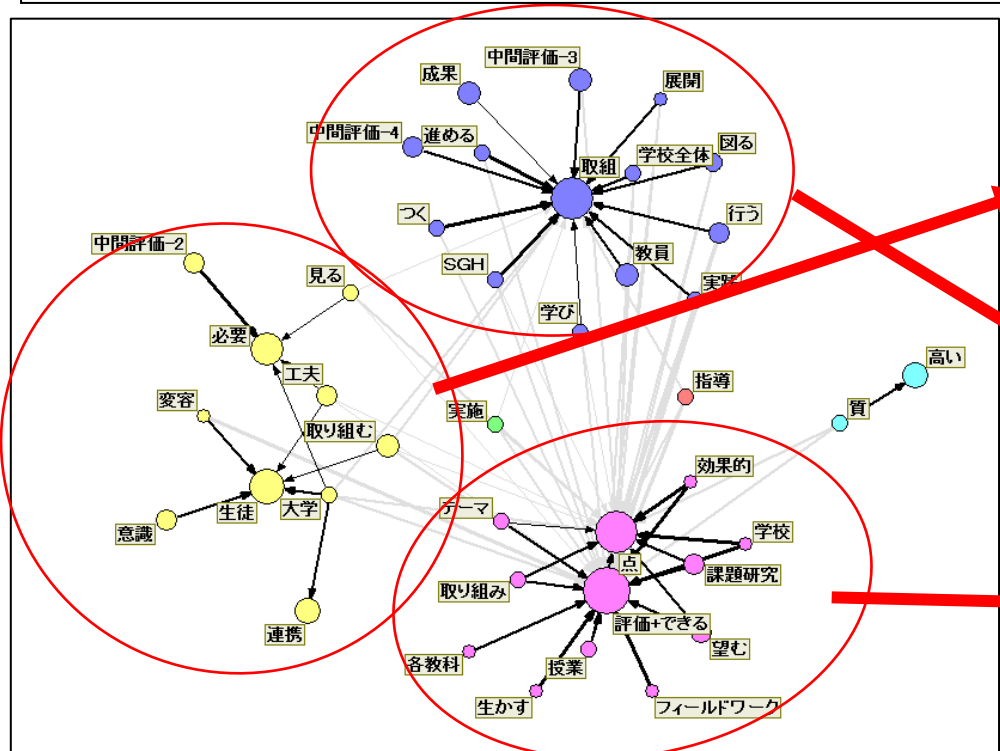 中間評価-3
成果
展開
中間評価-4
進める
学校全体
図る
取組
つく
行う
SGH
教員
実践
学び
中間評価-2
見る
必要
工夫
変容
取り組む
生徒
大学
意識
連携
実施
指導
高い
質
効果的
テーマ
学校
点
課題研究
取り組み
評価+できる
望む
各教科
授業
生かす
フィールドワーク